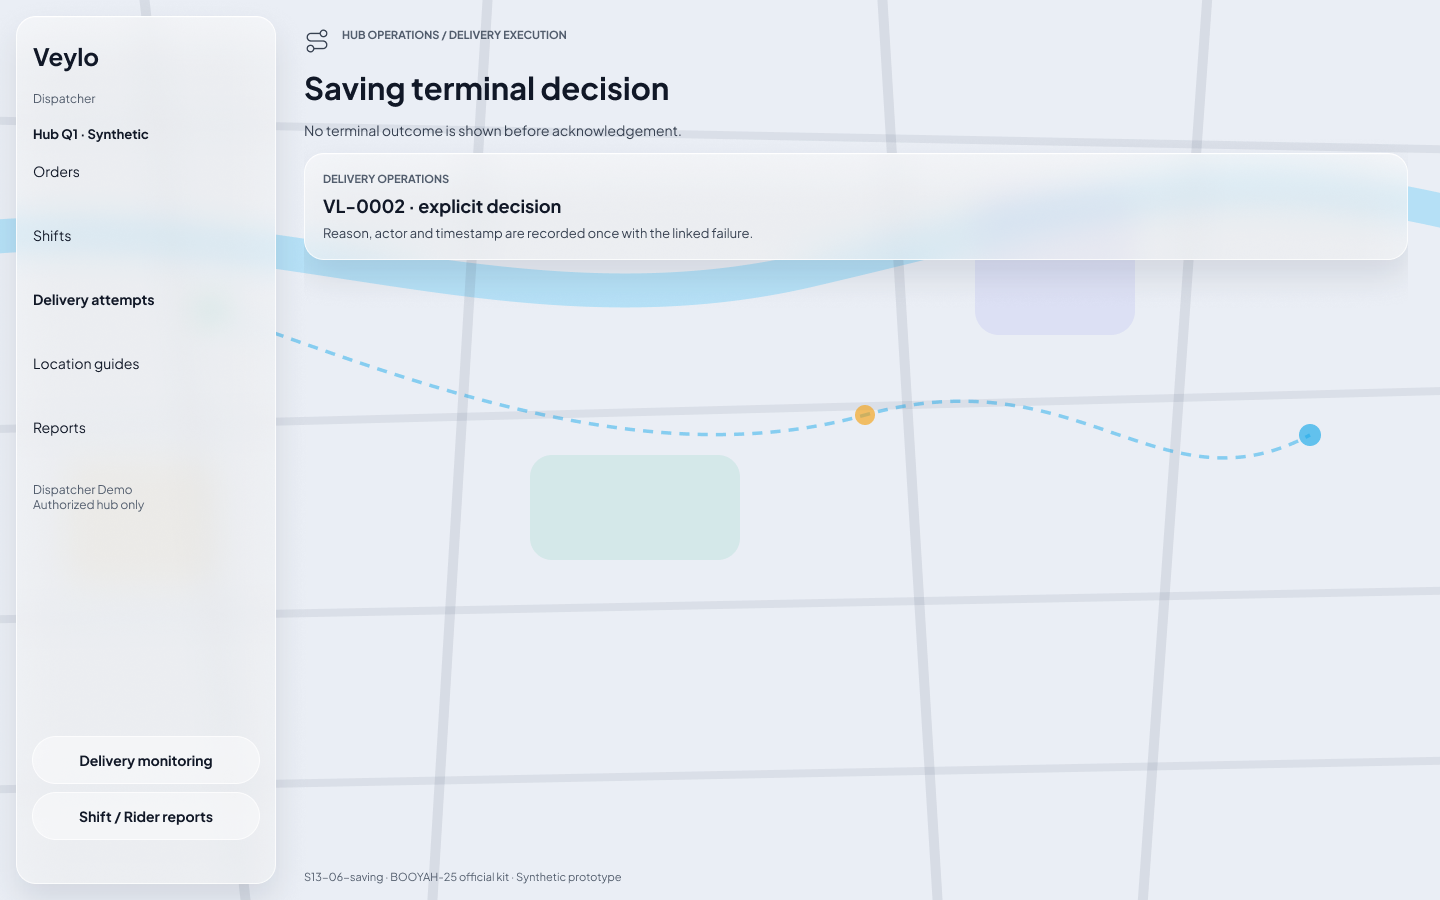 Veylo
Dispatcher
Hub Q1 · Synthetic
Orders
Shifts
Delivery attempts
Location guides
Reports
Dispatcher Demo
Authorized hub only
Delivery monitoring
Shift / Rider reports
HUB OPERATIONS / DELIVERY EXECUTION
Saving terminal decision
No terminal outcome is shown before acknowledgement.
DELIVERY OPERATIONS
VL-0002 · explicit decision
Reason, actor and timestamp are recorded once with the linked failure.
S13-06-saving · BOOYAH-25 official kit · Synthetic prototype